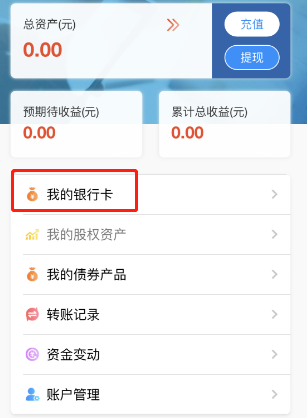 总资产(元)
充值
0.00
提现
预期待收益(元)
累计总收益(元)
0.00
0.00
我的银行卡
我的股权资产
我的债券产品
转账记录
资金变动
账户管理